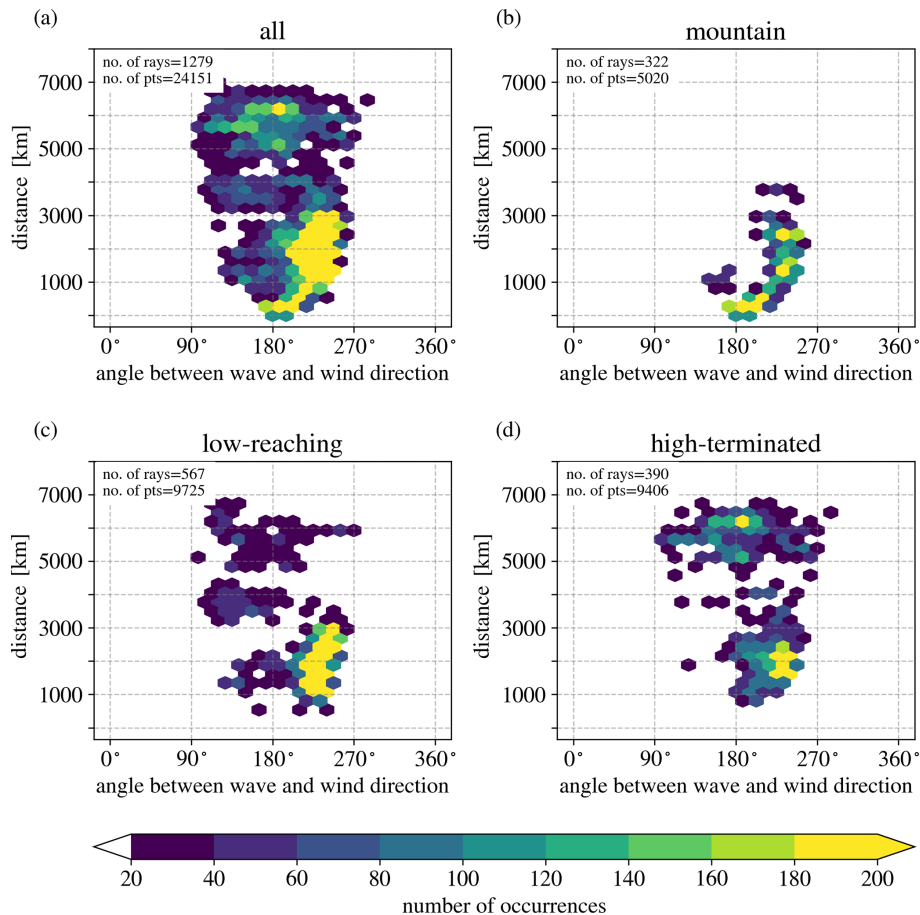 (a)
all
no. of rays=1279
no. of pts=24151
7000
5000
3000
1000
distance [km]
0° 90° 180° 270° 360°
angle between wave and wind direction
(b)
mountain
no. of rays=322
no. of pts=5020
7000
5000
3000
1000
distance [km]
0° 90° 180° 270° 360°
angle between wave and wind direction
(c)
low-reaching
no. of rays=567
no. of pts=9725
7000
5000
3000
1000
distance [km]
0° 90° 180° 270° 360°
angle between wave and wind direction
(d)
high-terminated
no. of rays=390
no. of pts=9406
7000
5000
3000
1000
distance [km]
0° 90° 180° 270° 360°
angle between wave and wind direction
20 40 60 80 100 120 140 160 180 200
number of occurrences